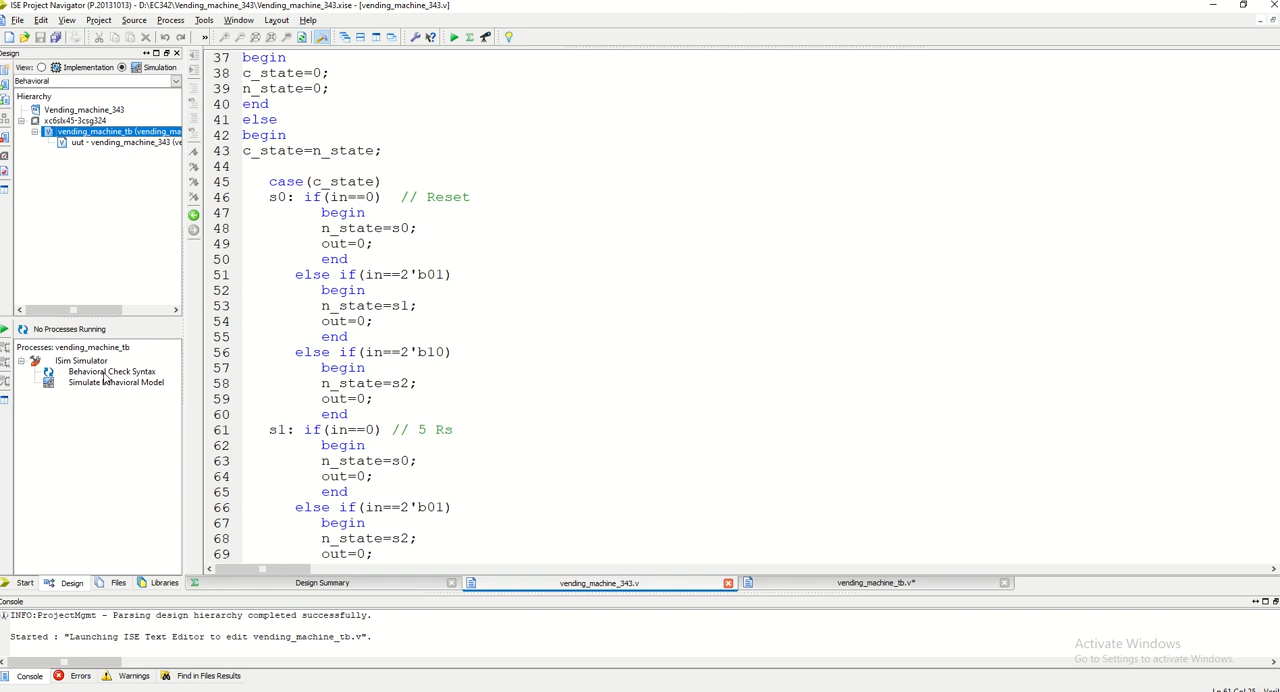 ISE Project Navigator (P.20131013) - D:\EC342\Vending_machine_343\Vending_machine_343.xise - [vending_machine_343.v]
File Edit View Project Source Process Tools Window Layout Help
Design
View: Implementation Simulation
Behavioral
Hierarchy
Vending_machine_343
xc6slx45-3csg324
vending_machine_tb (vending_ma
uut - vending_machine_343 (ve
No Processes Running
Processes: vending_machine_tb
ISim Simulator
Behavioral Check Syntax
Simulate Behavioral Model
Start Design Files Libraries
37 begin
38 c_state=0;
39 n_state=0;
40 end
41 else
42 begin
43 c_state=n_state;
44
45 case(c_state)
46 s0: if(in==0) // Reset
47 begin
48 n_state=s0;
49 out=0;
50 end
51 else if(in==2'b01)
52 begin
53 n_state=s1;
54 out=0;
55 end
56 else if(in==2'b10)
57 begin
58 n_state=s2;
59 out=0;
60 end
61 s1: if(in==0) // 5 Rs
62 begin
63 n_state=s0;
64 out=0;
65 end
66 else if(in==2'b01)
67 begin
68 n_state=s2;
69 out=0;
Design Summary vending_machine_343.v vending_machine_tb.v*
Console
INFO:ProjectMgmt - Parsing design hierarchy completed successfully.
Started : "Launching ISE Text Editor to edit vending_machine_tb.v".
Activate Windows
Go to Settings to activate Windows.
Console Errors Warnings Find in Files Results
Ln 61 Col 25